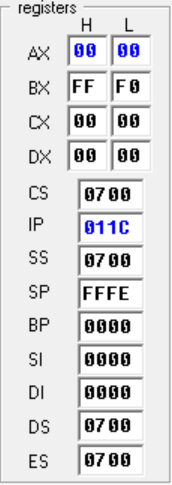 registers
H L
AX 00 00
BX FF F0
CX 00 00
DX 00 00
CS 0700
IP 011C
SS 0700
SP FFFE
BP 0000
SI 0000
DI 0000
DS 0700
ES 0700